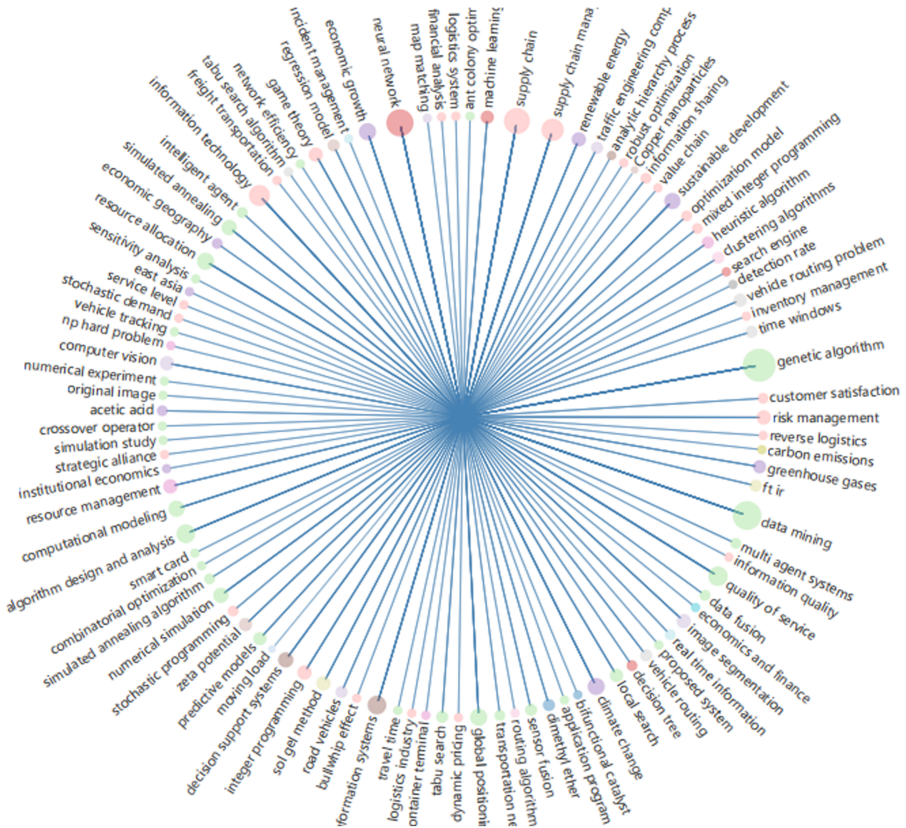 neural network
map matching
financial analysis
logistics system
ant colony optim
machine learning
supply chain
supply chain mana
renewable energy
traffic engineering comp
analytic hierarchy process
robust optimization
Copper nanoparticles
information sharing
value chain
sustainable development
optimization model
mixed integer programming
heuristic algorithm
clustering algorithms
search engine
detection rate
vehicle routing problem
inventory management
time windows
genetic algorithm
customer satisfaction
risk management
reverse logistics
carbon emissions
greenhouse gases
ft ir
data mining
multi agent systems
information quality
quality of service
data fusion
economics and finance
image segmentation
real time information
proposed system
vehicle routing
decision tree
local search
climate change
bifunctional catalyst
application program
dimethyl ether
sensor fusion
routing algorithm
transportation ne
global positionin
dynamic pricing
tabu search
ontainer terminal
logistics industry
travel time
formation systems
bullwhip effect
road vehicles
sol gel method
integer programming
decision support systems
moving load
predictive models
zeta potential
stochastic programming
numerical simulation
simulated annealing algorithm
combinatorial optimization
smart card
algorithm design and analysis
computational modeling
resource management
institutional economics
strategic alliance
simulation study
crossover operator
acetic acid
original image
numerical experiment
computer vision
np hard problem
vehicle tracking
stochastic demand
service level
east asia
sensitivity analysis
resource allocation
economic geography
simulated annealing
intelligent agent
information technology
freight transportation
tabu search algorithm
network efficiency
game theory
regression model
incident management
economic growth